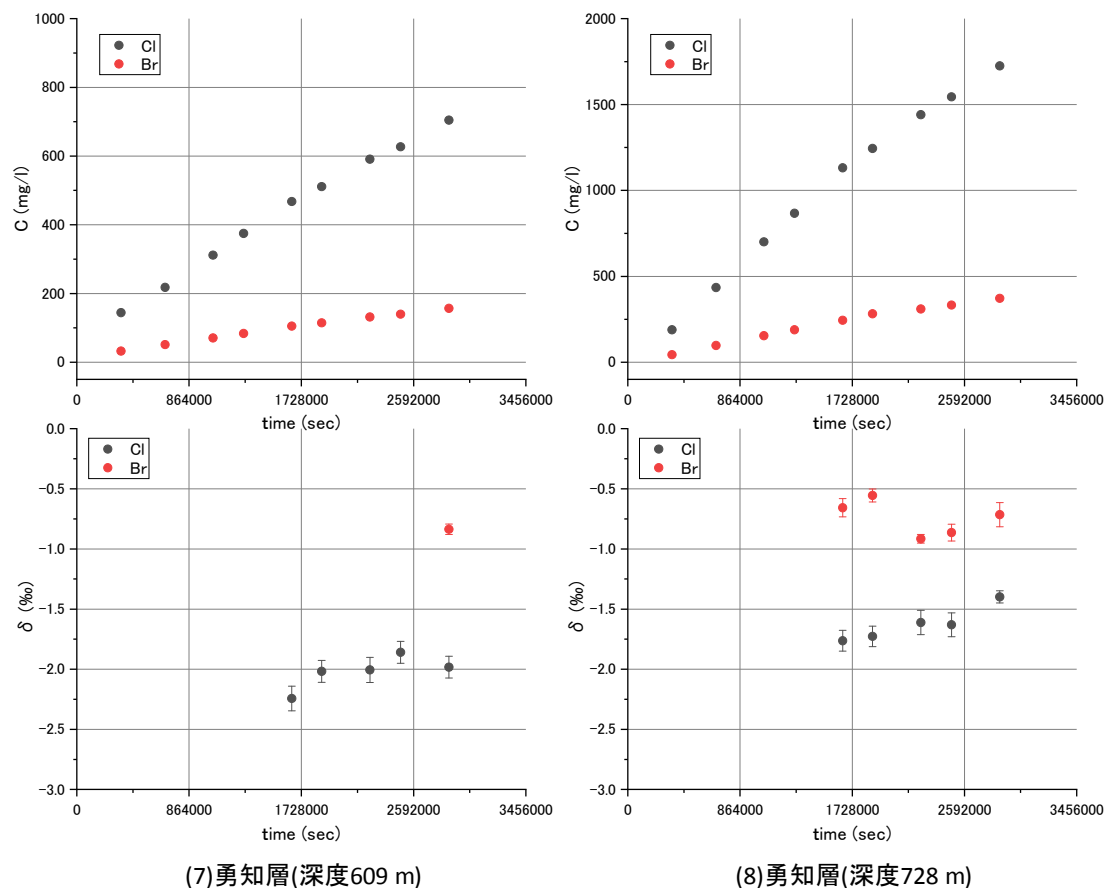 1000
800
600
400
200
0
C (mg/l)
Cl
Br
0 864000 1728000 2592000 3456000
time (sec)
2000
1500
1000
500
0
C (mg/l)
Cl
Br
0 864000 1728000 2592000 3456000
time (sec)
0.0
−0.5
−1.0
−1.5
−2.0
−2.5
−3.0
δ (‰)
Cl
Br
0 864000 1728000 2592000 3456000
time (sec)
0.0
−0.5
−1.0
−1.5
−2.0
−2.5
−3.0
δ (‰)
Cl
Br
0 864000 1728000 2592000 3456000
time (sec)
(7)勇知層(深度609 m)
(8)勇知層(深度728 m)